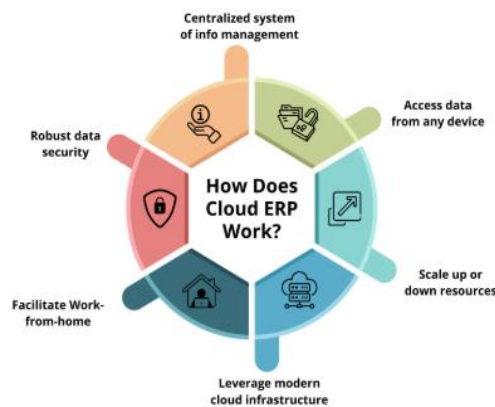 Centralized system
of info management
Access data
from any device
Robust data
security
How Does
Cloud ERP
Work?
Scale up or
down resources
Facilitate Work-
from-home
Leverage modern
cloud infrastructure